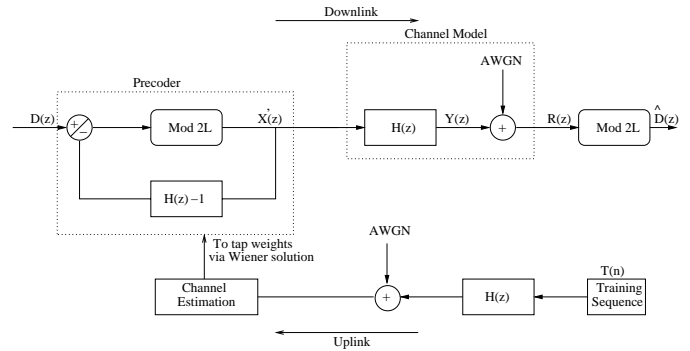 Downlink
Channel Model
Precoder
AWGN
D(z)
+
−
Mod 2L
X'(z)
H(z)
Y(z)
+
R(z)
Mod 2L
^D(z)
H(z) −1
To tap weights
via Wiener solution
AWGN
T(n)
Channel
Estimation
+
H(z)
Training
Sequence
Uplink